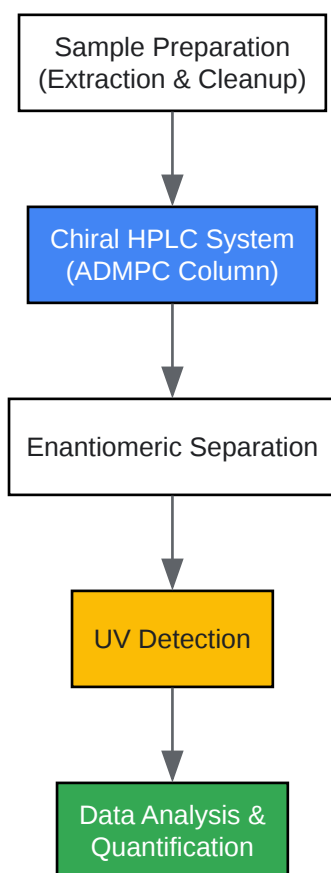 Sample Preparation
(Extraction & Cleanup)
Chiral HPLC System
(ADMPC Column)
Enantiomeric Separation
UV Detection
Data Analysis &
Quantification